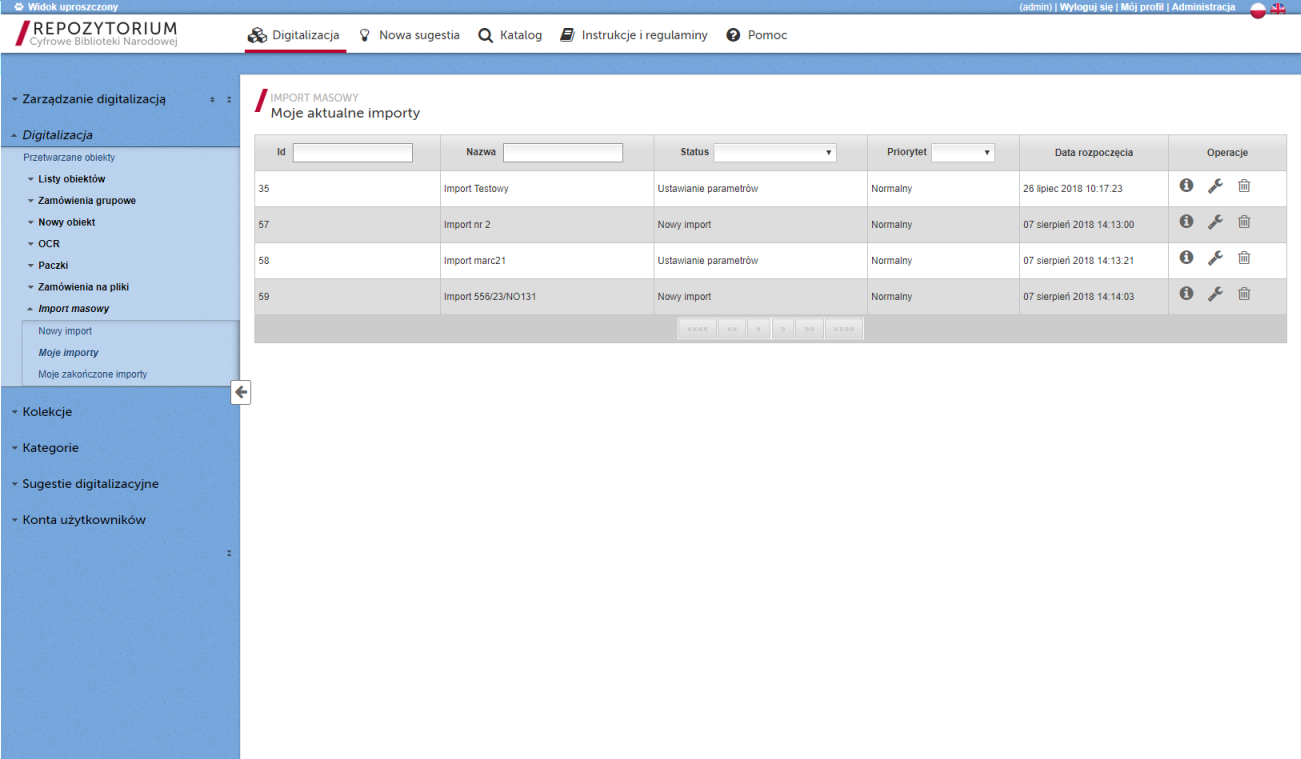 Widok uproszczony
(admin) | Wyloguj się | Mój profil | Administracja
REPOZYTORIUM
Cyfrowe Biblioteki Narodowej
Digitalizacja Nowa sugestia Katalog Instrukcje i regulaminy Pomoc
Zarządzanie digitalizacją
Digitalizacja
Przetwarzane obiekty
Listy obiektów
Zamówienia grupowe
Nowy obiekt
OCR
Paczki
Zamówienia na pliki
Import masowy
Nowy import
Moje importy
Moje zakończone importy
Kolekcje
Kategorie
Sugestie digitalizacyjne
Konta użytkowników
IMPORT MASOWY
Moje aktualne importy
Id Nazwa Status Priorytet Data rozpoczęcia Operacje
35 Import Testowy Ustawianie parametrów Normalny 26 lipiec 2018 10:17:23
57 Import nr 2 Nowy import Normalny 07 sierpień 2018 14:13:00
58 Import marc21 Ustawianie parametrów Normalny 07 sierpień 2018 14:13:21
59 Import 556/23/NO131 Nowy import Normalny 07 sierpień 2018 14:14:03
«««« «« « » »» »»»»